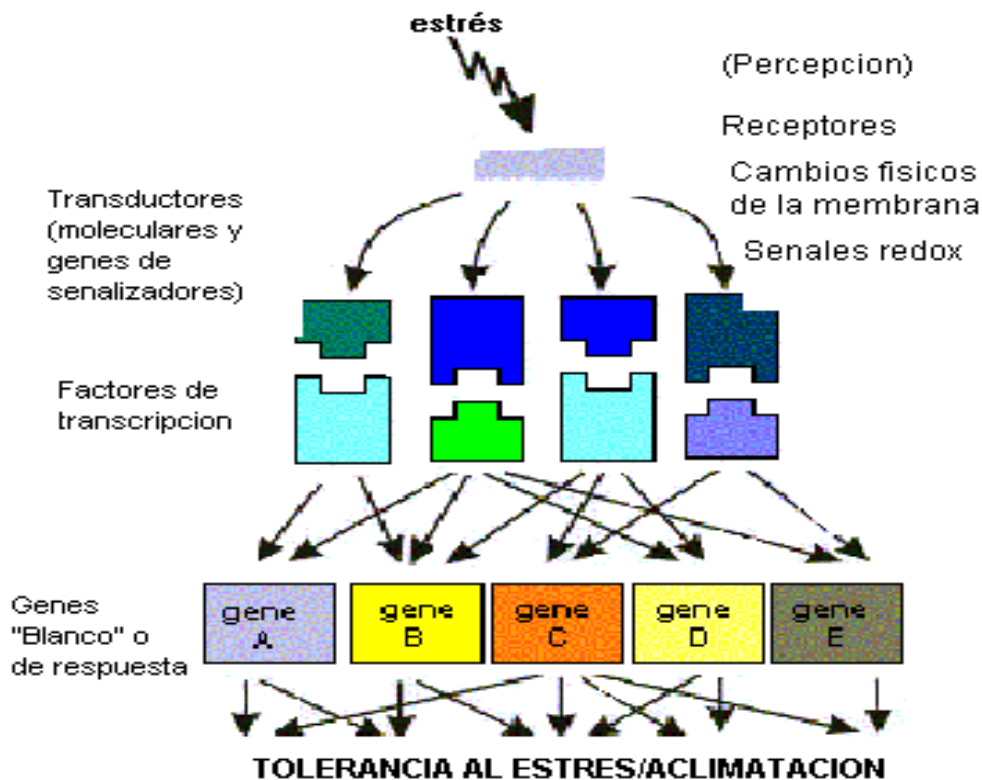 estrés
(Percepcion)
Receptores
Cambios fisicos
de la membrana
Senales redox
Transductores
(moleculares y
genes de
senalizadores)
Factores de
transcripcion
Genes
"Blanco" o
de respuesta
gene
A
gene
B
gene
C
gene
D
gene
E
TOLERANCIA AL ESTRES/ACLIMATACION